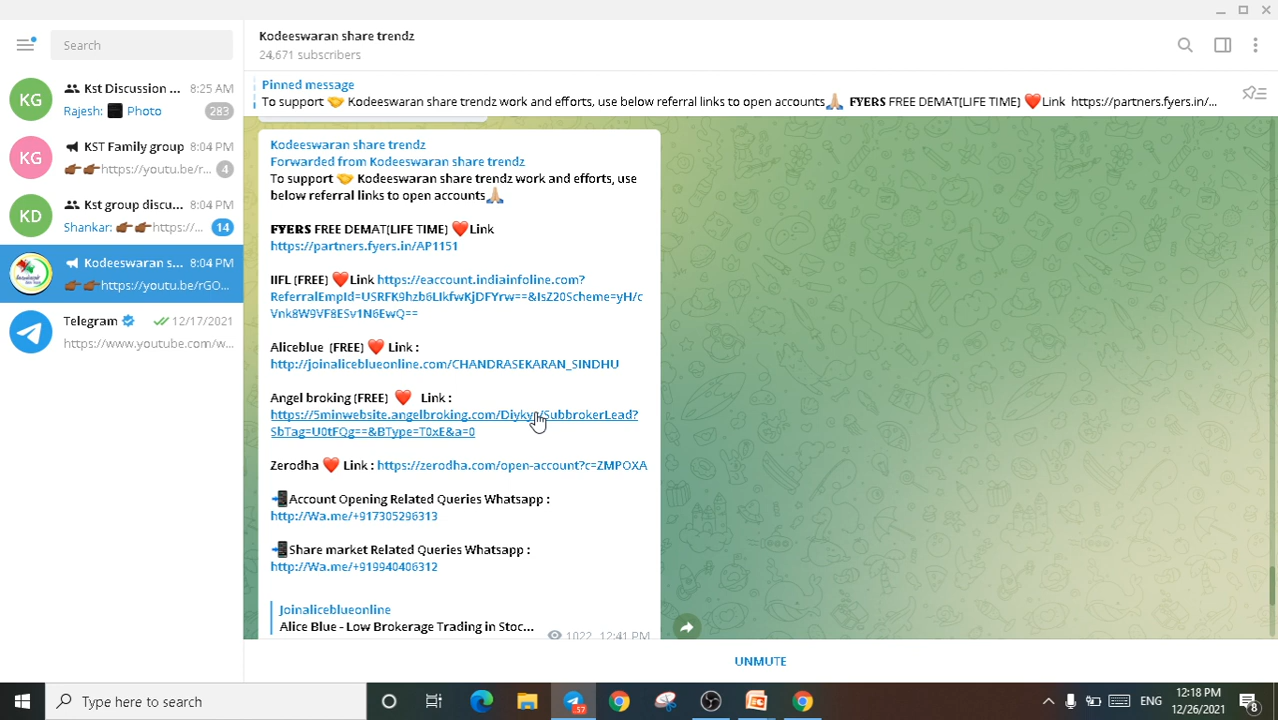 Search
Kst Discussion ... 8:25 AM
Rajesh: Photo 283
KST Family group 8:04 PM
https://youtu.be/r... 4
Kst group discu... 8:04 PM
Shankar: https://... 14
Kodeeswaran s... 8:04 PM
https://youtu.be/rGO...
Telegram 12/17/2021
https://www.youtube.com/w...
Kodeeswaran share trendz
24,671 subscribers
Pinned message
To support 🤝 Kodeeswaran share trendz work and efforts, use below referral links to open accounts🙏🏼 FYERS FREE DEMAT(LIFE TIME) ❤️Link https://partners.fyers.in/...
Kodeeswaran share trendz
Forwarded from Kodeeswaran share trendz
To support 🤝 Kodeeswaran share trendz work and efforts, use
below referral links to open accounts🙏🏼
FYERS FREE DEMAT(LIFE TIME) ❤️Link
https://partners.fyers.in/AP1151
IIFL (FREE) ❤️Link https://eaccount.indiainfoline.com?
ReferralEmpId=USRFK9hzb6LIkfwKjDFYrw==&IsZ20Scheme=yH/c
Vnk8W9VF8ESv1N6EwQ==
Aliceblue (FREE) ❤️ Link :
http://joinaliceblueonline.com/CHANDRASEKARAN_SINDHU
Angel broking (FREE) ❤️ Link :
https://5minwebsite.angelbroking.com/Diykyc/SubbrokerLead?
SbTag=U0tFQg==&BType=T0xE&a=0
Zerodha ❤️ Link : https://zerodha.com/open-account?c=ZMPOXA
📲Account Opening Related Queries Whatsapp :
http://Wa.me/+917305296313
📲Share market Related Queries Whatsapp :
http://Wa.me/+919940406312
Joinaliceblueonline
Alice Blue - Low Brokerage Trading in Stoc...
1022 12:41 PM
UNMUTE
Type here to search
57
ENG
12:18 PM
12/26/2021
8